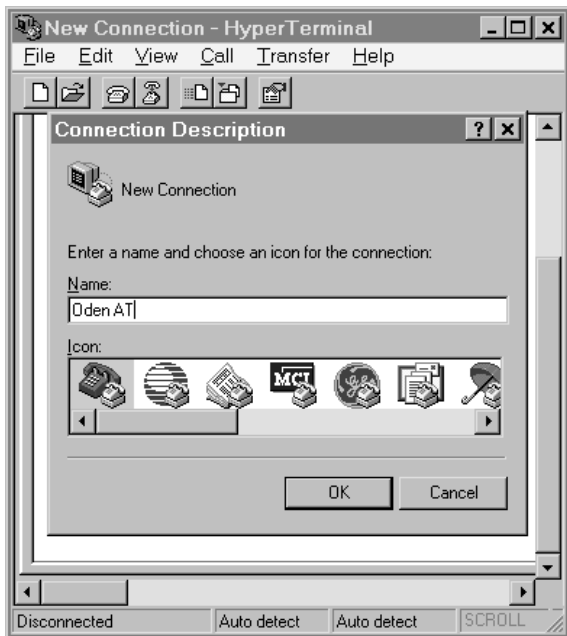 New Connection - HyperTerminal
File Edit View Call Transfer Help
Connection Description
New Connection
Enter a name and choose an icon for the connection:
Name:
Oden AT
Icon:
MCI
OK Cancel
Disconnected Auto detect Auto detect SCROLL